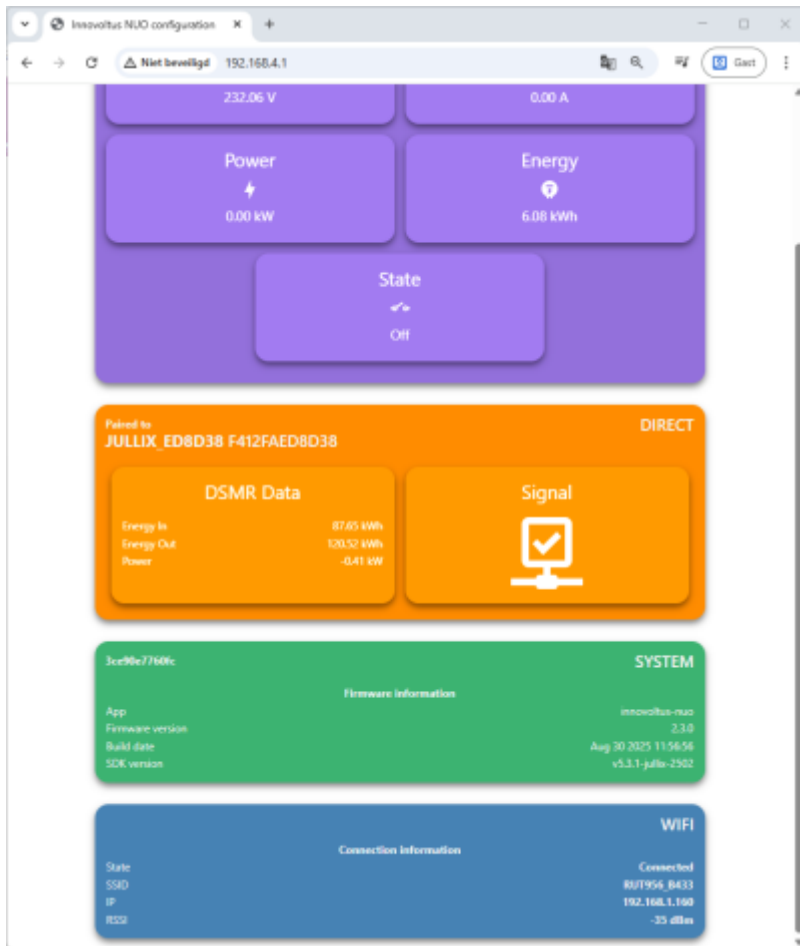 Innovoltus NUO configuration
Niet beveiligd 192.168.4.1
Gast
232.06 V
0.00 A
Power
0.00 kW
Energy
6.08 kWh
State
Off
Paired to
JULLIX_ED8D38 F412FAED8D38
DIRECT
DSMR Data
Energy In 87.65 kWh
Energy Out 120.52 kWh
Power -0.41 kW
Signal
3ce90e7760fc
SYSTEM
Firmware information
App innovoltus-nuo
Firmware version 2.3.0
Build date Aug 30 2025 11:56:56
SDK version v5.3.1-jullix-2502
WIFI
Connection information
State Connected
SSID RUT956_B433
IP 192.168.1.160
RSSI -35 dBm